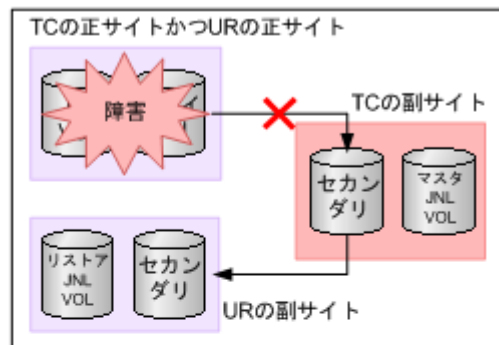 TCの正サイトかつURの正サイト
障害
TCの副サイト
セカン
ダリ
マスタ
JNL
VOL
リストア
JNL
VOL
セカン
ダリ
URの副サイト